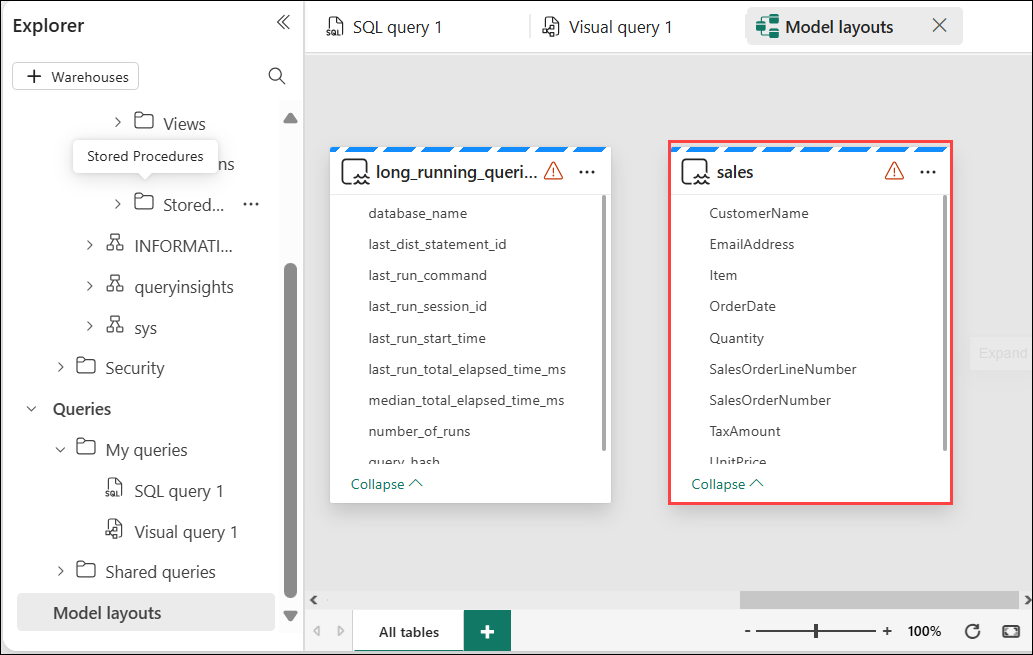 Explorer
Warehouses
Views
Stored Procedures
ns
Stored...
INFORMATI...
queryinsights
sys
Security
Queries
My queries
SQL query 1
Visual query 1
Shared queries
Model layouts
SQL query 1
Visual query 1
Model layouts
long_running_queri...
database_name
last_dist_statement_id
last_run_command
last_run_session_id
last_run_start_time
last_run_total_elapsed_time_ms
median_total_elapsed_time_ms
number_of_runs
query_hash
Collapse
sales
CustomerName
EmailAddress
Item
OrderDate
Quantity
SalesOrderLineNumber
SalesOrderNumber
TaxAmount
UnitPrice
Collapse
Expand
All tables
+
- + 100%